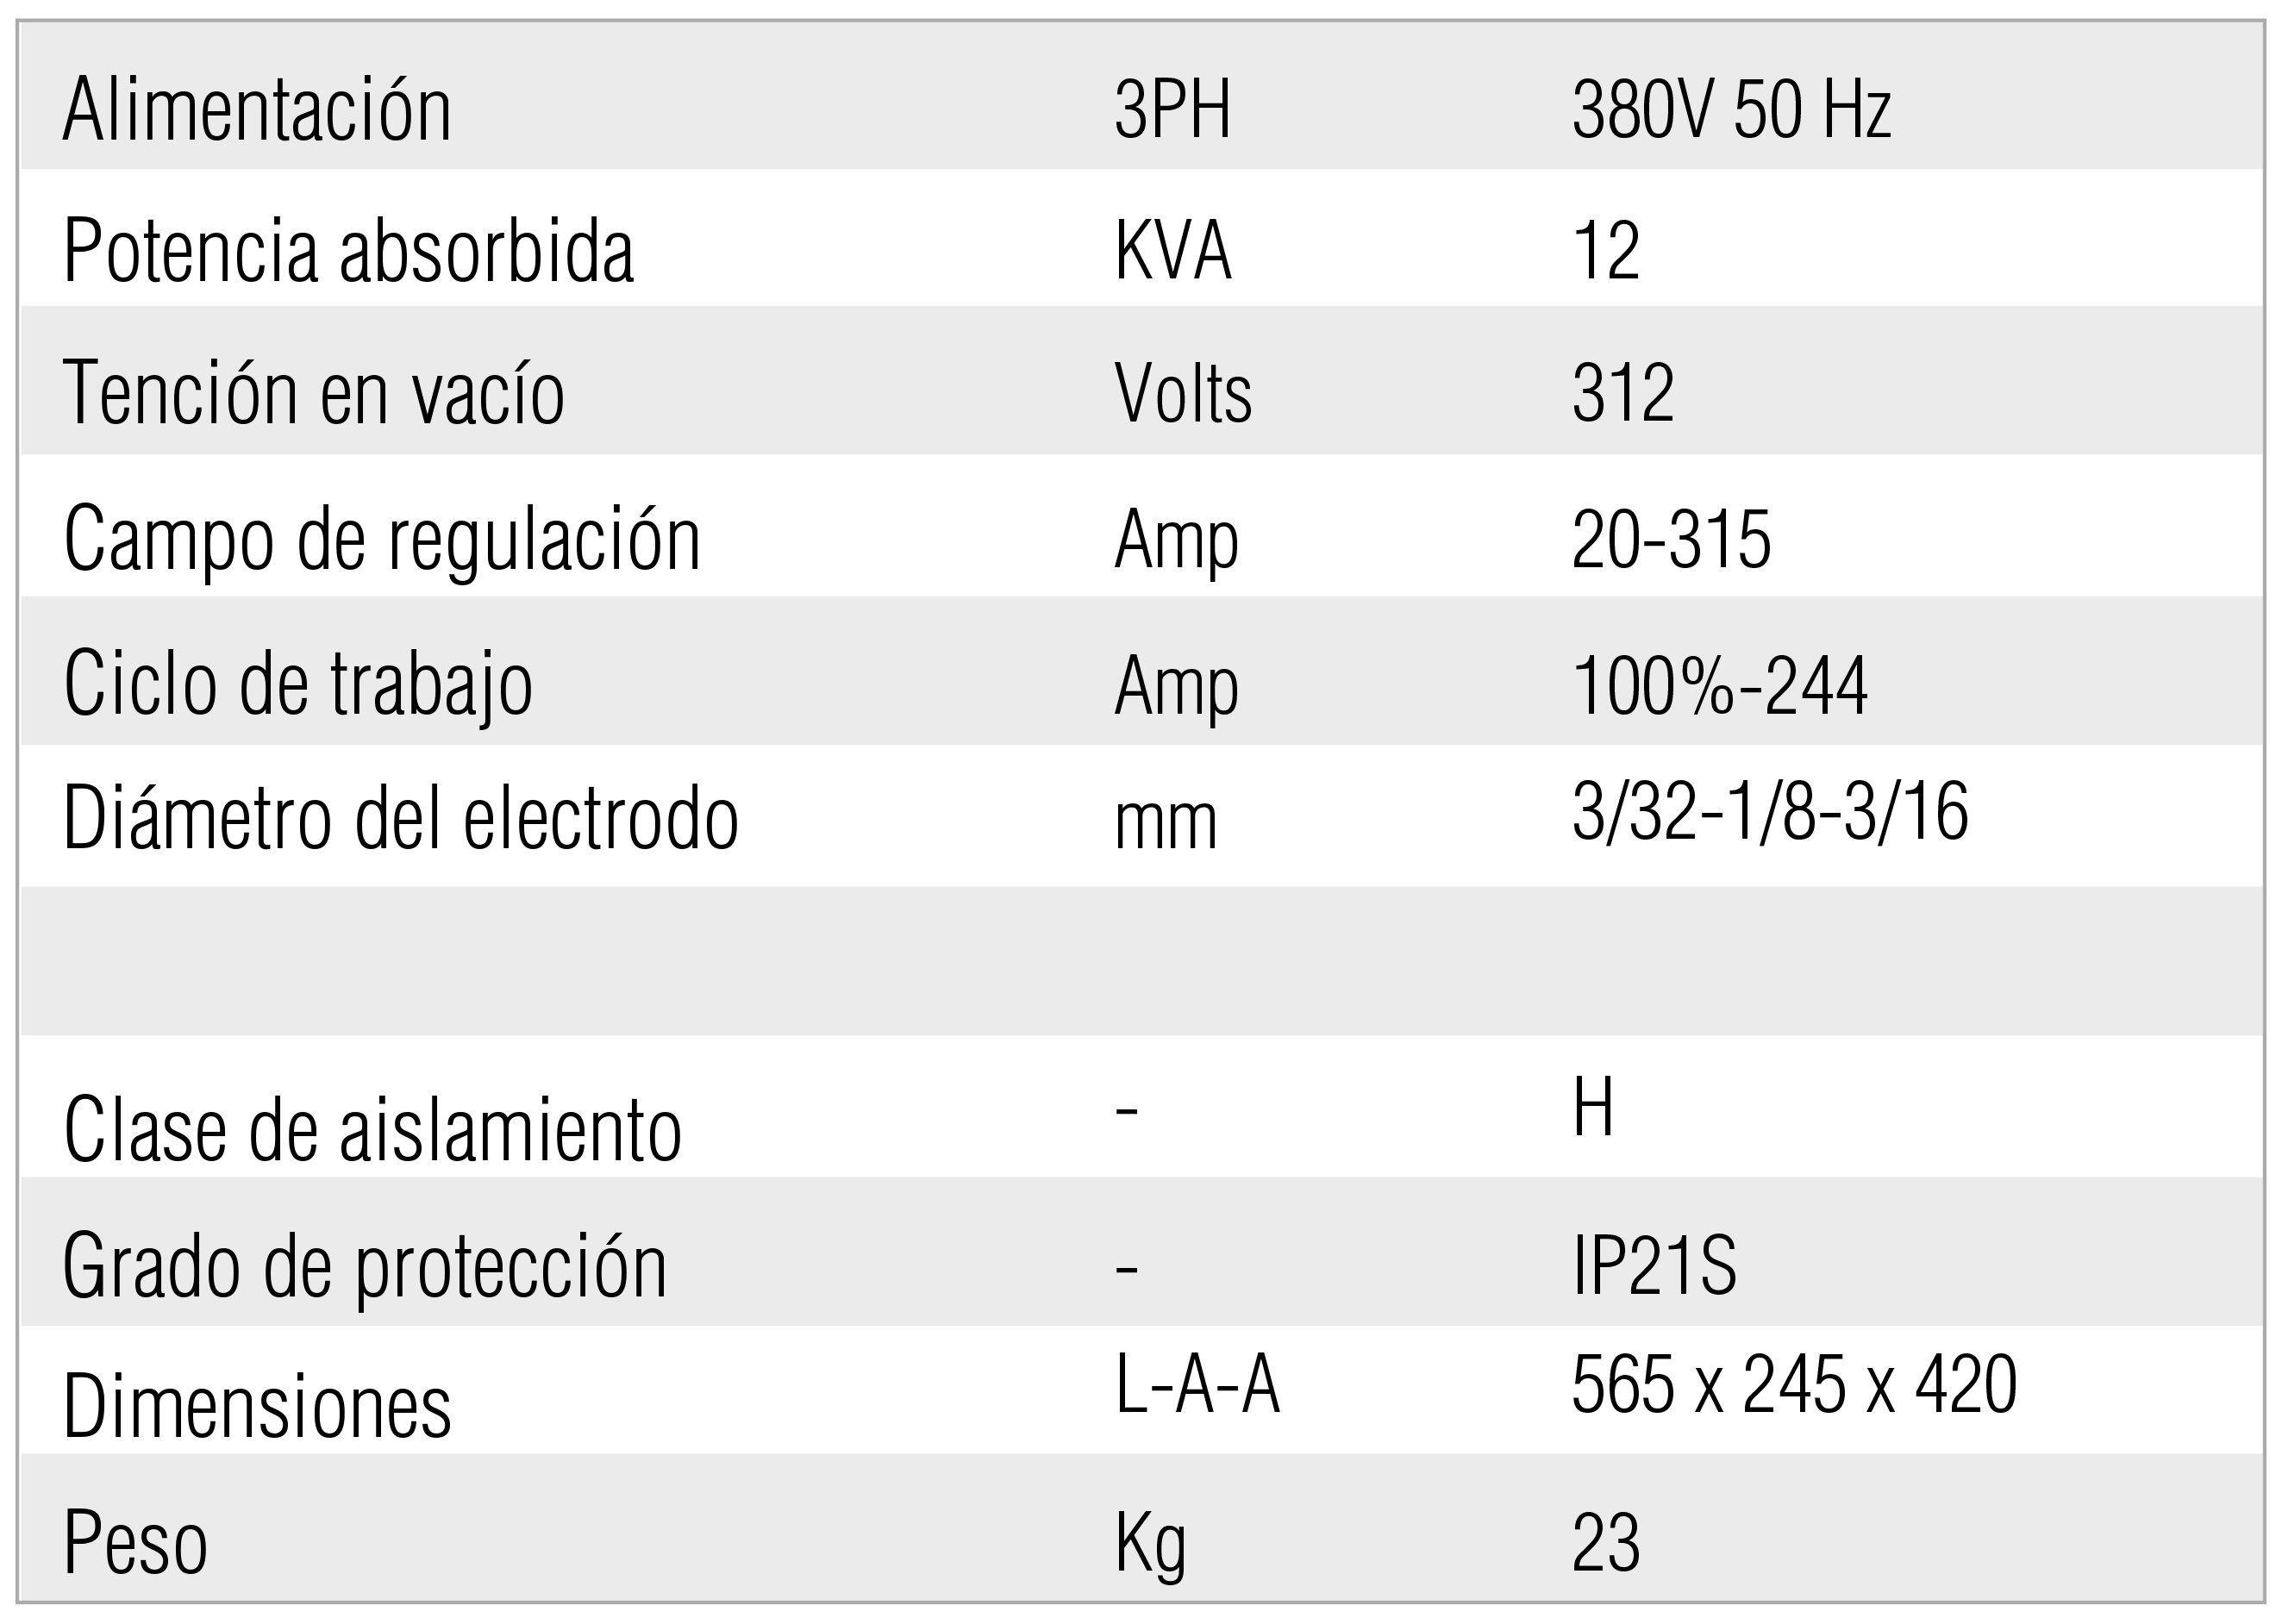 Alimentación 3PH 380V 50 Hz
Potencia absorbida KVA 12
Tención en vacío Volts 312
Campo de regulación Amp 20-315
Ciclo de trabajo Amp 100%-244
Diámetro del electrodo mm 3/32-1/8-3/16
Clase de aislamiento - H
Grado de protección - IP21S
Dimensiones L-A-A 565 x 245 x 420
Peso Kg 23